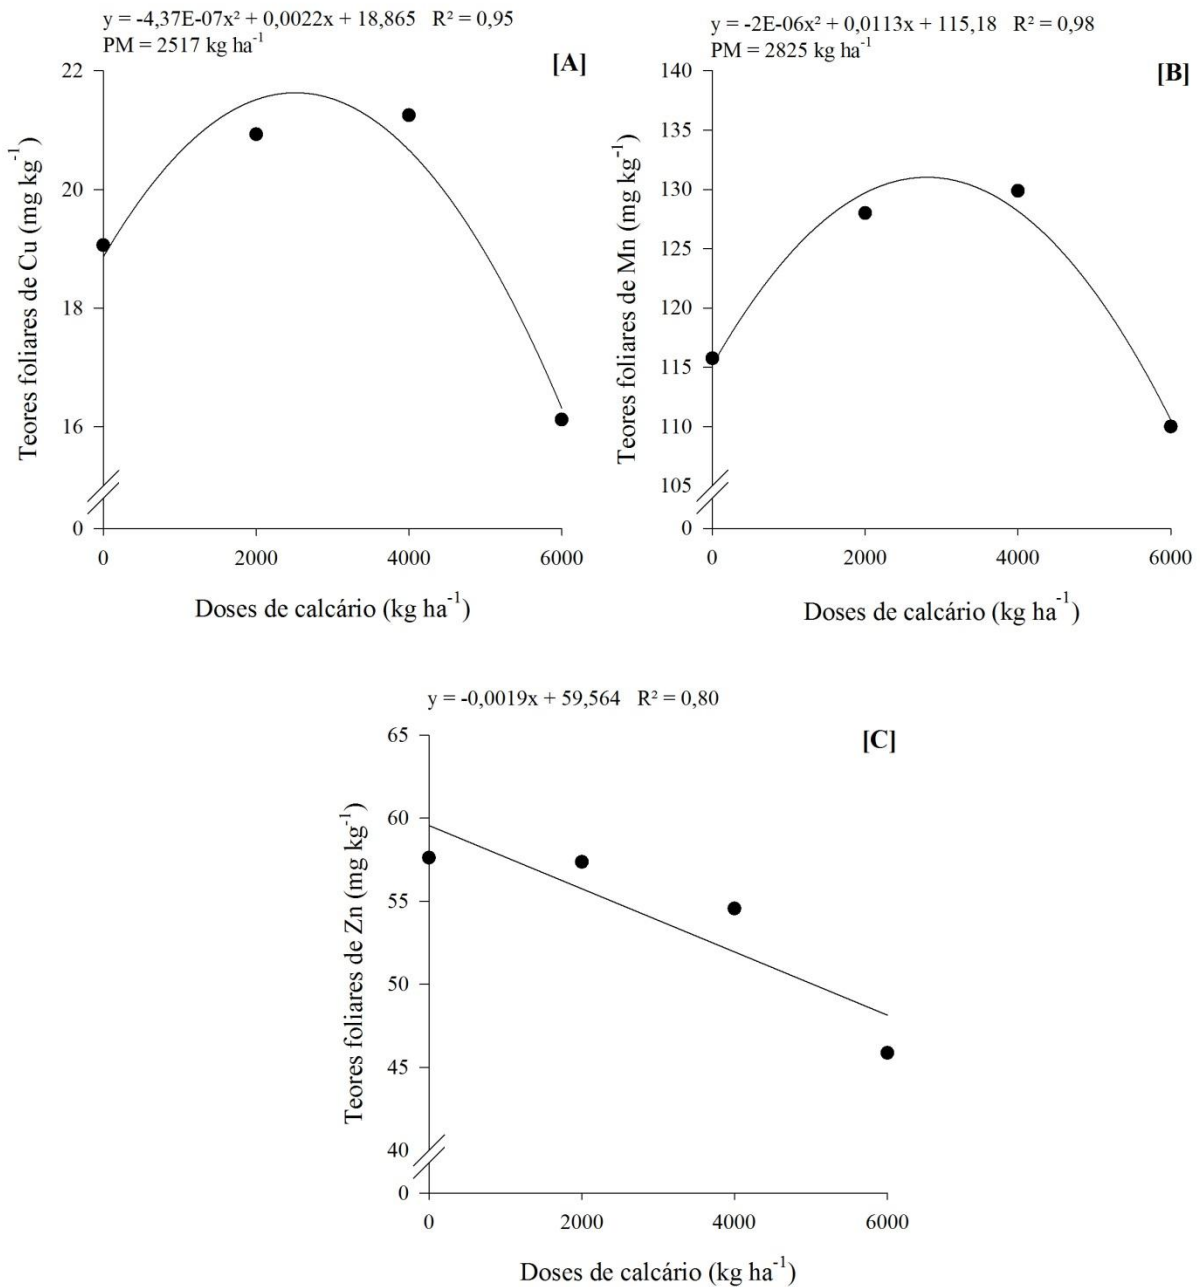 y = -4,37E-07x² + 0,0022x + 18,865 R² = 0,95
PM = 2517 kg ha⁻¹
[A]
22
20
18
16
0
Teores foliares de Cu (mg kg⁻¹)
0 2000 4000 6000
Doses de calcário (kg ha⁻¹)
y = -2E-06x² + 0,0113x + 115,18 R² = 0,98
PM = 2825 kg ha⁻¹
[B]
140
135
130
125
120
115
110
105
0
Teores foliares de Mn (mg kg⁻¹)
0 2000 4000 6000
Doses de calcário (kg ha⁻¹)
y = -0,0019x + 59,564 R² = 0,80
[C]
65
60
55
50
45
40
0
Teores foliares de Zn (mg kg⁻¹)
0 2000 4000 6000
Doses de calcário (kg ha⁻¹)